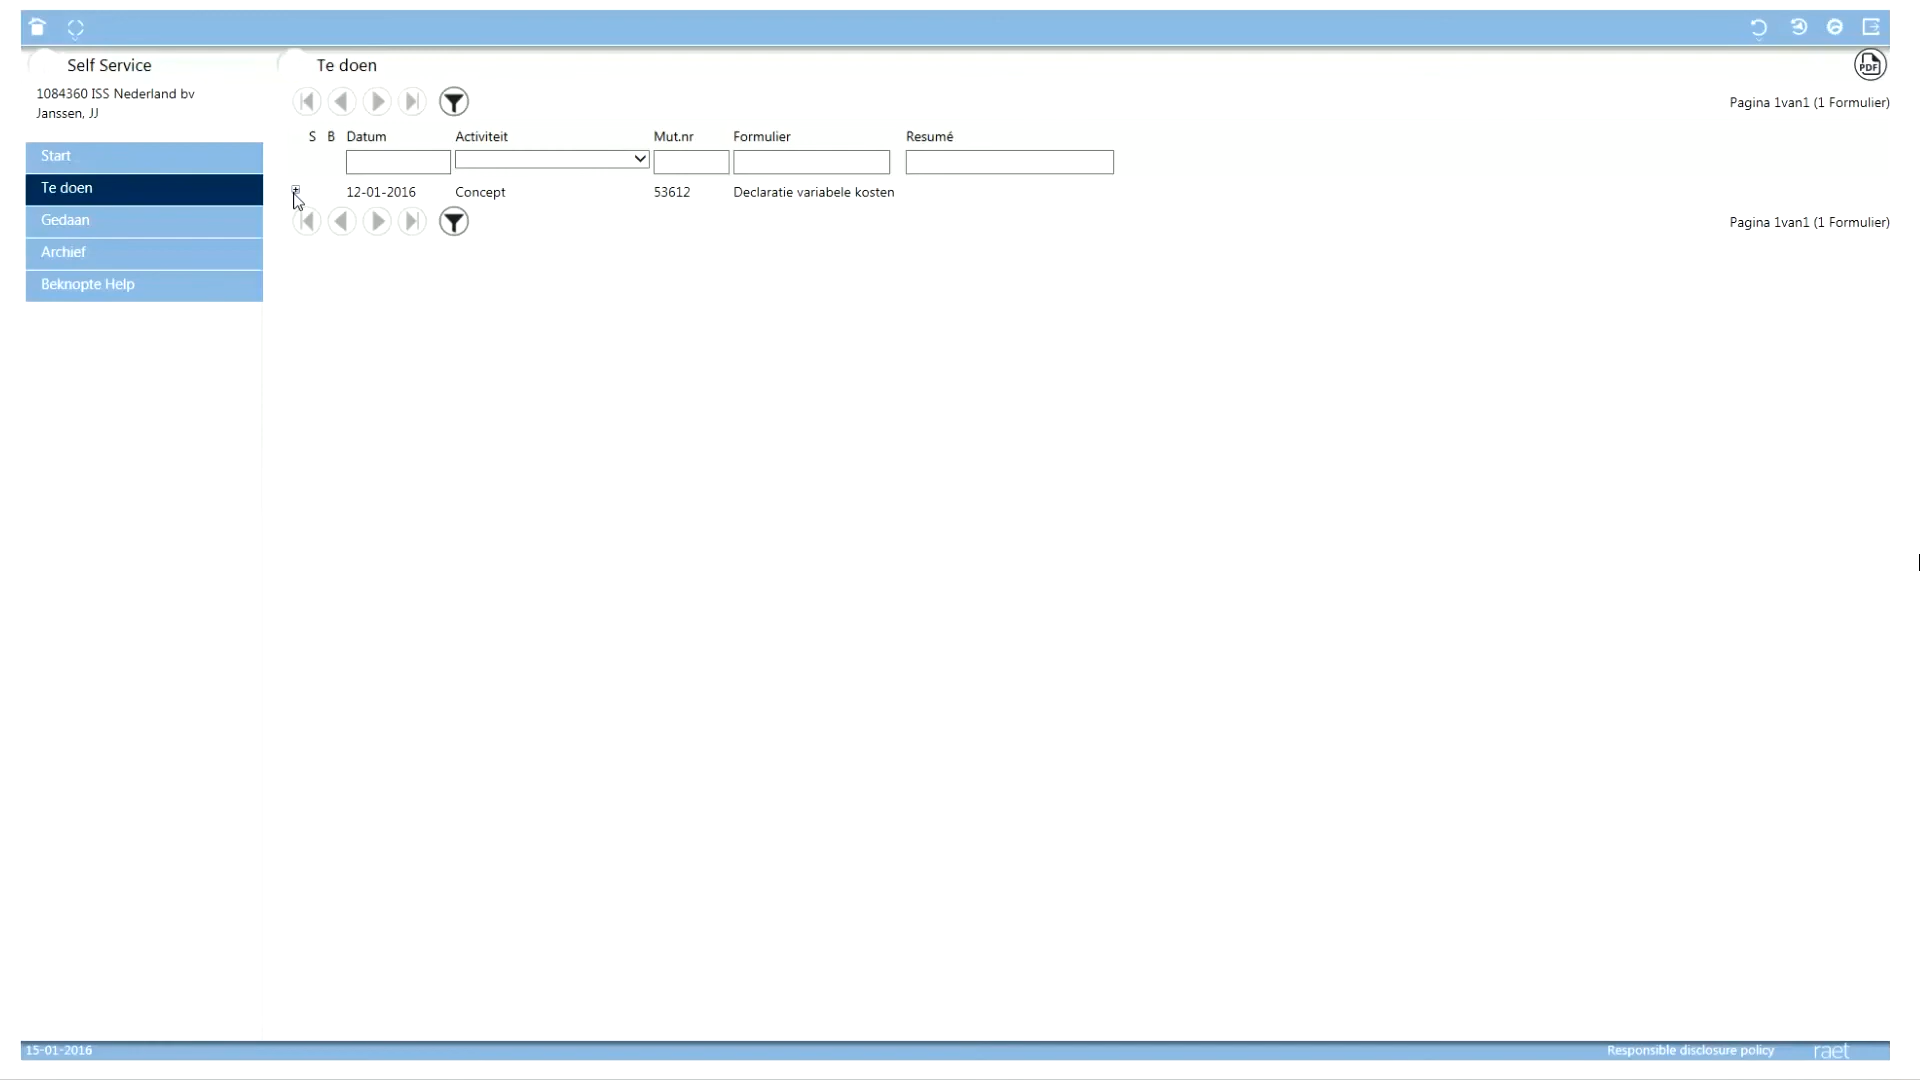 Self Service
1084360 ISS Nederland bv
Janssen, JJ
Start
Te doen
Gedaan
Archief
Beknopte Help
Te doen
PDF
Pagina 1van1 (1 Formulier)
S B Datum Activiteit Mut.nr Formulier Resumé
12-01-2016 Concept 53612 Declaratie variabele kosten
Pagina 1van1 (1 Formulier)
15-01-2016
Responsible disclosure policy raet